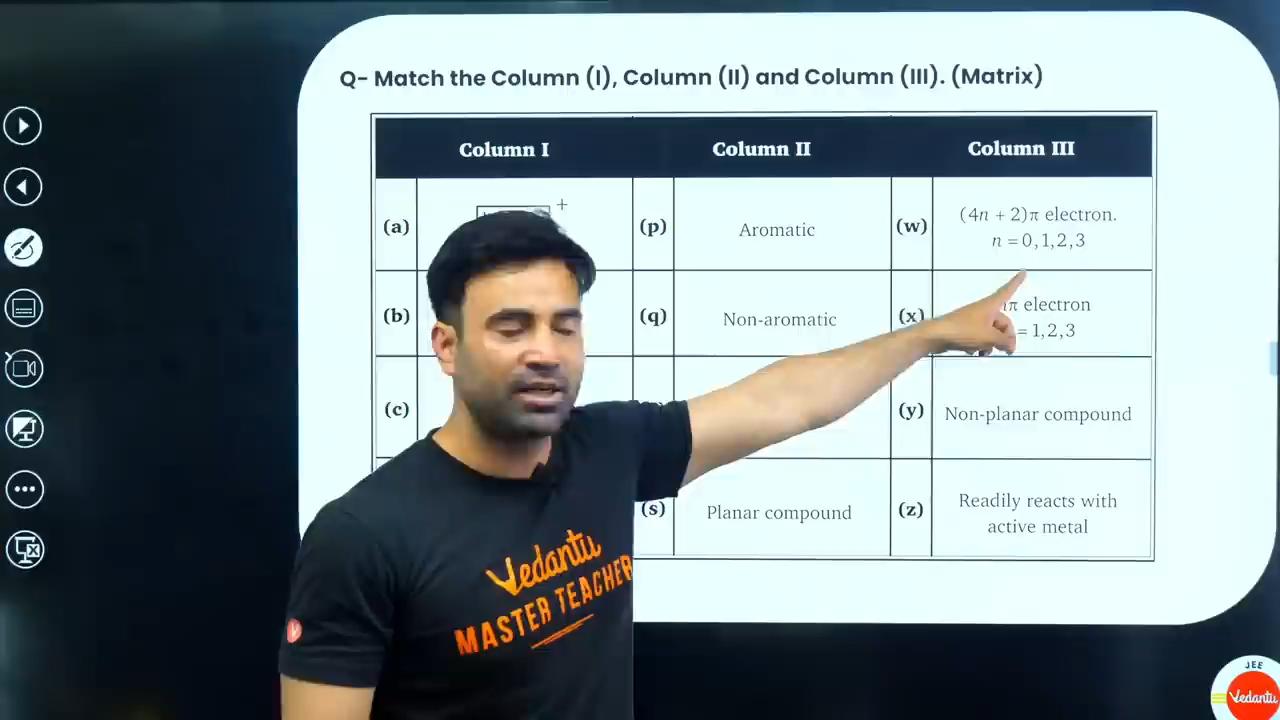 Q- Match the Column (I), Column (II) and Column (III). (Matrix)
Column I Column II Column III
(a) + (p) Aromatic (w) (4n + 2)π electron.
n = 0,1,2,3
(b) (q) Non-aromatic (x) π electron
= 1,2,3
(c) (y) Non-planar compound
(s) Planar compound (z) Readily reacts with
active metal
Vedantu
MASTER TEACHER
JEE
Vedantu